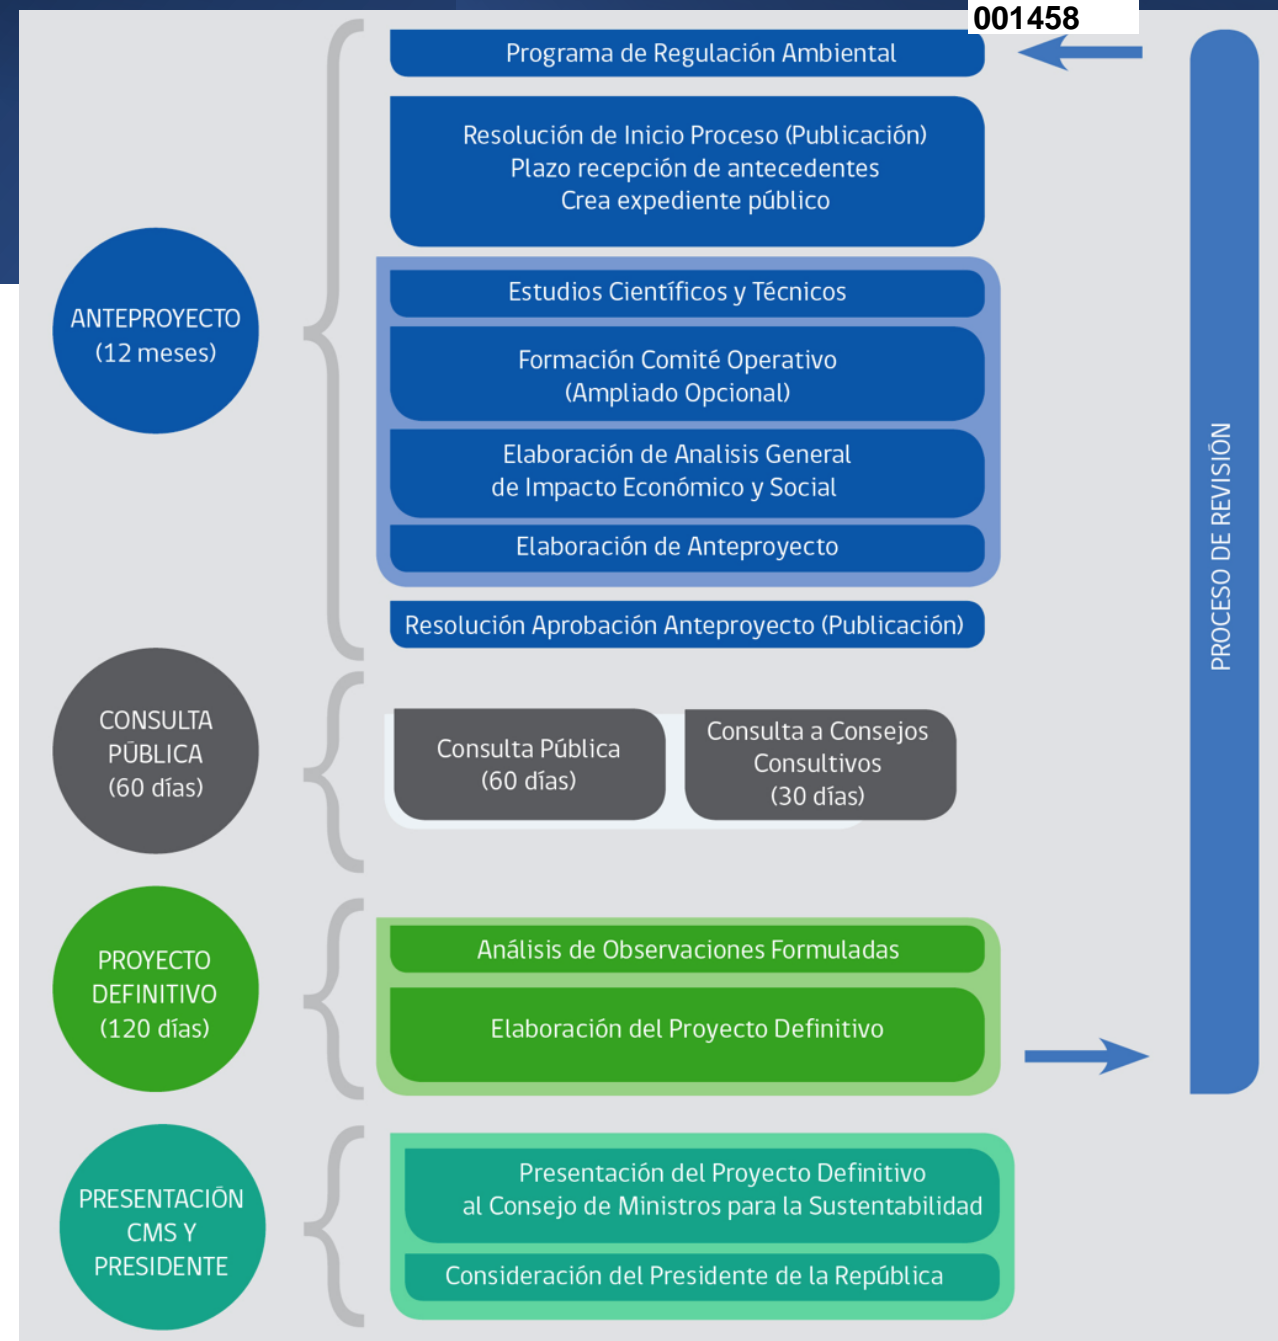 001458
Programa de Regulación Ambiental
Resolución de Inicio Proceso (Publicación)
Plazo recepción de antecedentes
Crea expediente público
ANTEPROYECTO
(12 meses)
Estudios Científicos y Técnicos
Formación Comité Operativo
(Ampliado Opcional)
Elaboración de Analisis General
de Impacto Económico y Social
Elaboración de Anteproyecto
Resolución Aprobación Anteproyecto (Publicación)
CONSULTA
PÚBLICA
(60 días)
Consulta Pública
(60 días)
Consulta a Consejos
Consultivos
(30 días)
PROYECTO
DEFINITIVO
(120 días)
Análisis de Observaciones Formuladas
Elaboración del Proyecto Definitivo
PRESENTACIÓN
CMS Y
PRESIDENTE
Presentación del Proyecto Definitivo
al Consejo de Ministros para la Sustentabilidad
Consideración del Presidente de la República
PROCESO DE REVISIÓN